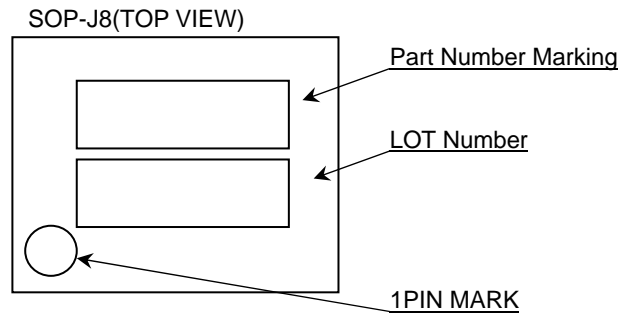 SOP-J8(TOP VIEW)
Part Number Marking
LOT Number
1PIN MARK